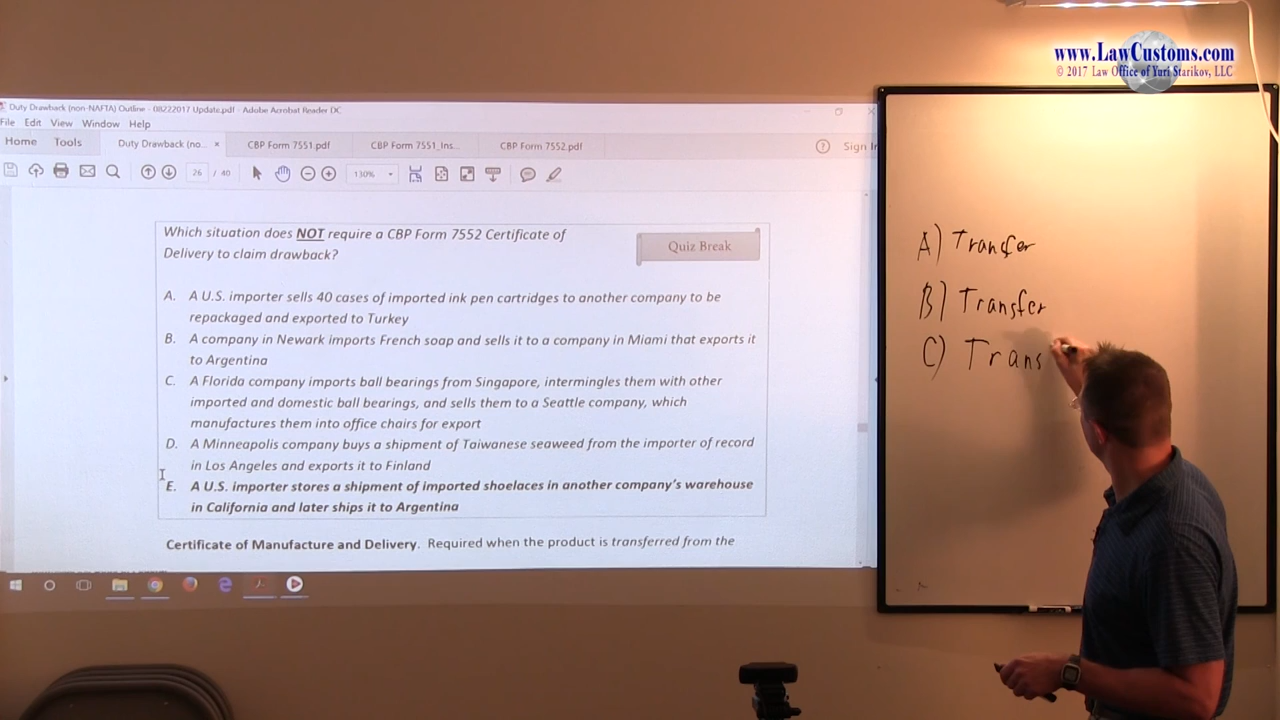 www.LawCustoms.com
© 2017 Law Office of Yuri Starikov, LLC
Duty Drawback (non-NAFTA) Outline - 08222017 Update.pdf - Adobe Acrobat Reader DC
File Edit View Window Help
Home Tools Duty Drawback (no... × CBP Form 7551.pdf CBP Form 7551_Ins... CBP Form 7552.pdf ? Sign In
26 / 40 130%
Which situation does NOT require a CBP Form 7552 Certificate of
Delivery to claim drawback?
Quiz Break
A. A U.S. importer sells 40 cases of imported ink pen cartridges to another company to be
repackaged and exported to Turkey
B. A company in Newark imports French soap and sells it to a company in Miami that exports it
to Argentina
C. A Florida company imports ball bearings from Singapore, intermingles them with other
imported and domestic ball bearings, and sells them to a Seattle company, which
manufactures them into office chairs for export
D. A Minneapolis company buys a shipment of Taiwanese seaweed from the importer of record
in Los Angeles and exports it to Finland
E. A U.S. importer stores a shipment of imported shoelaces in another company's warehouse
in California and later ships it to Argentina
Certificate of Manufacture and Delivery. Required when the product is transferred from the
A) Transfer
B) Transfer
C) Trans